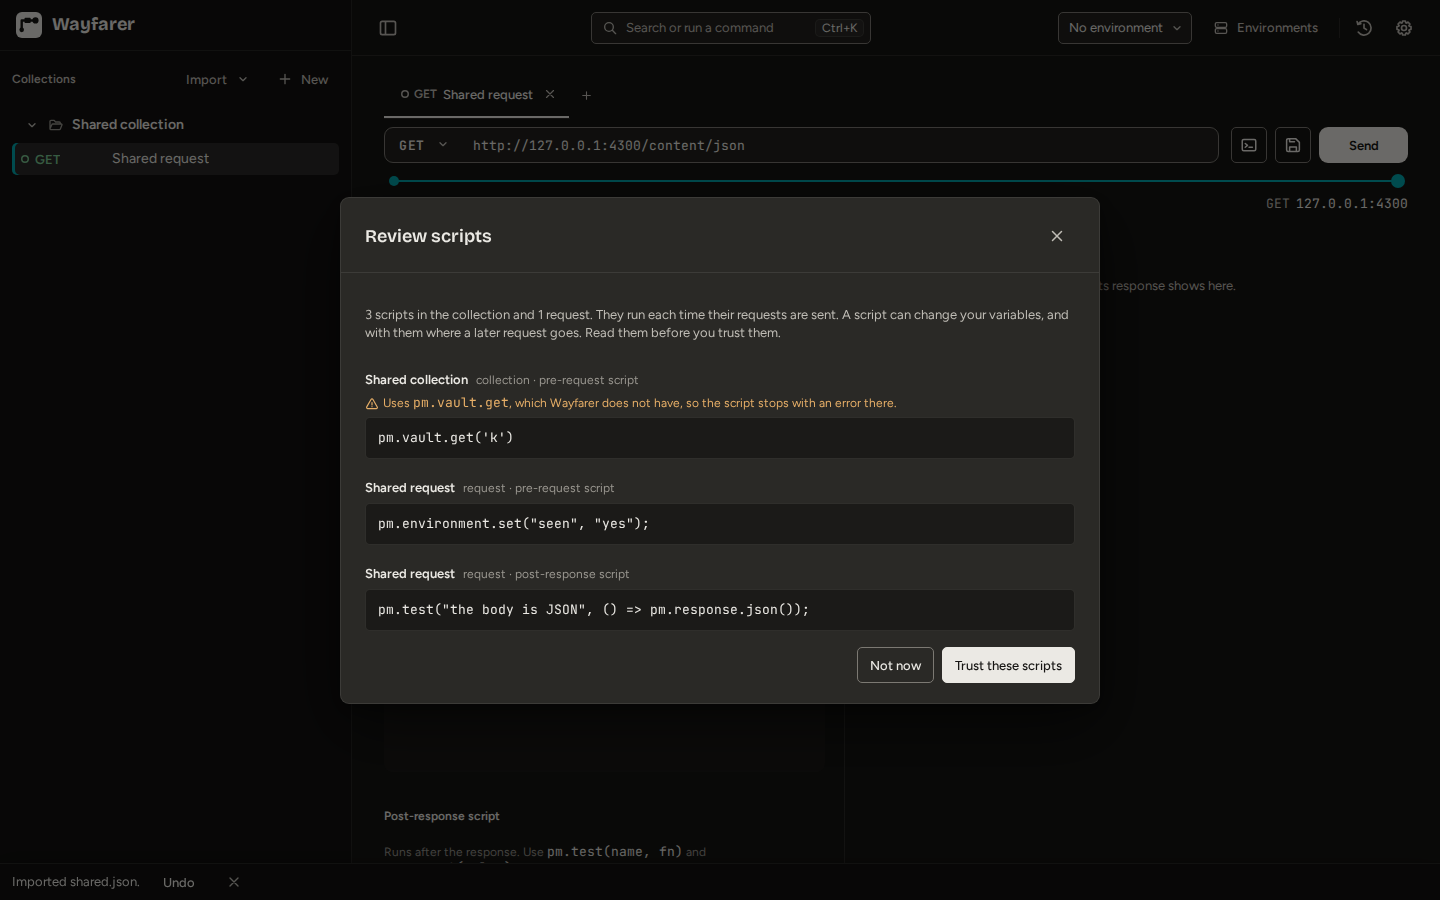 Wayfarer
Search or run a command
Ctrl+K
No environment
Environments
Collections
Import
New
GET Shared request
Shared collection
GET Shared request
GET
http://127.0.0.1:4300/content/json
Send
GET 127.0.0.1:4300
Review scripts
response shows here.
3 scripts in the collection and 1 request. They run each time their requests are sent. A script can change your variables, and
with them where a later request goes. Read them before you trust them.
Shared collection collection · pre-request script
Uses pm.vault.get, which Wayfarer does not have, so the script stops with an error there.
pm.vault.get('k')
Shared request request · pre-request script
pm.environment.set("seen", "yes");
Shared request request · post-response script
pm.test("the body is JSON", () => pm.response.json());
Not now
Trust these scripts
Post-response script
Runs after the response. Use pm.test(name, fn) and
Imported shared.json.
Undo